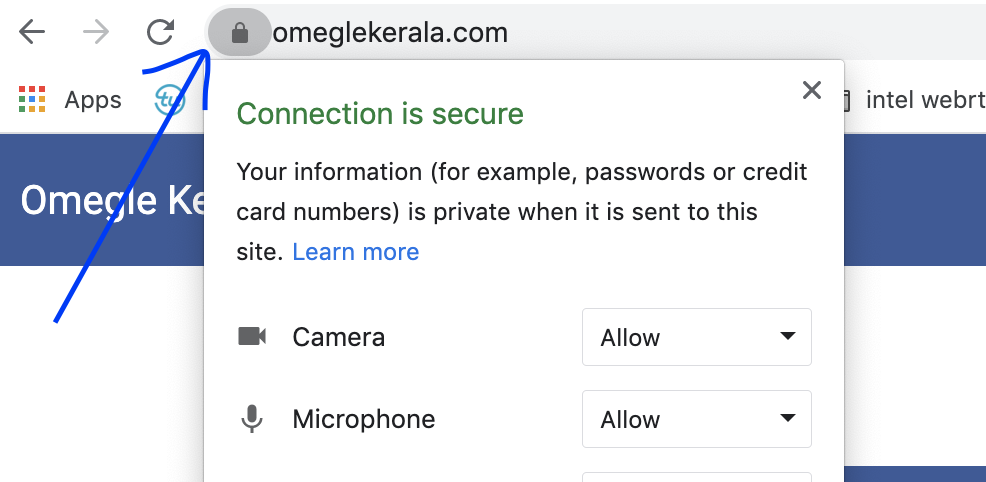 omeglekerala.com
Apps
tu
intel webrt
Omegle Ke
Connection is secure
Your information (for example, passwords or credit
card numbers) is private when it is sent to this
site. Learn more
Camera Allow
Microphone Allow